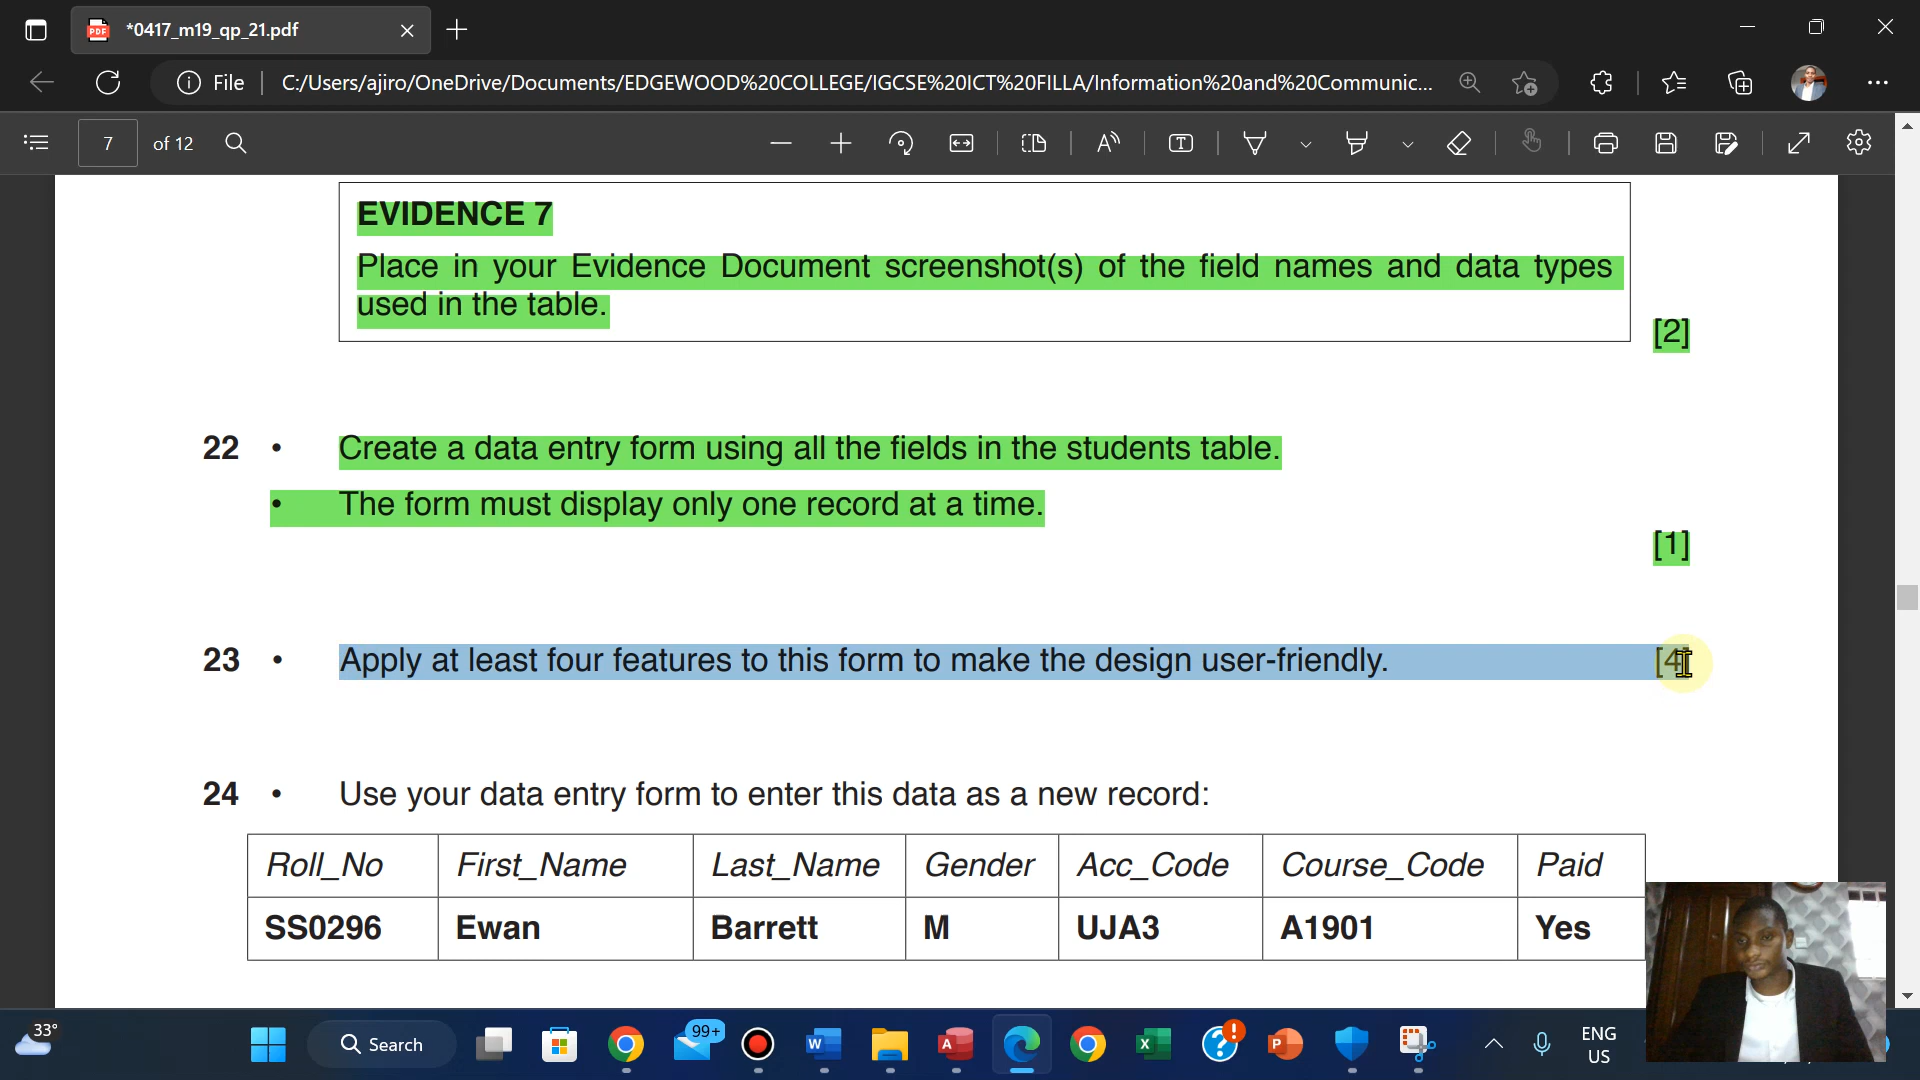 *0417_m19_qp_21.pdf
File
C:/Users/ajiro/OneDrive/Documents/EDGEWOOD%20COLLEGE/IGCSE%20ICT%20FILLA/Information%20and%20Communic...
7 of 12
EVIDENCE 7
Place in your Evidence Document screenshot(s) of the field names and data types
used in the table.
[2]
22 • Create a data entry form using all the fields in the students table.
• The form must display only one record at a time.
[1]
23 • Apply at least four features to this form to make the design user-friendly. [4]
24 • Use your data entry form to enter this data as a new record:
Roll_No First_Name Last_Name Gender Acc_Code Course_Code Paid
SS0296 Ewan Barrett M UJA3 A1901 Yes
33°
Search
99+
ENG
US